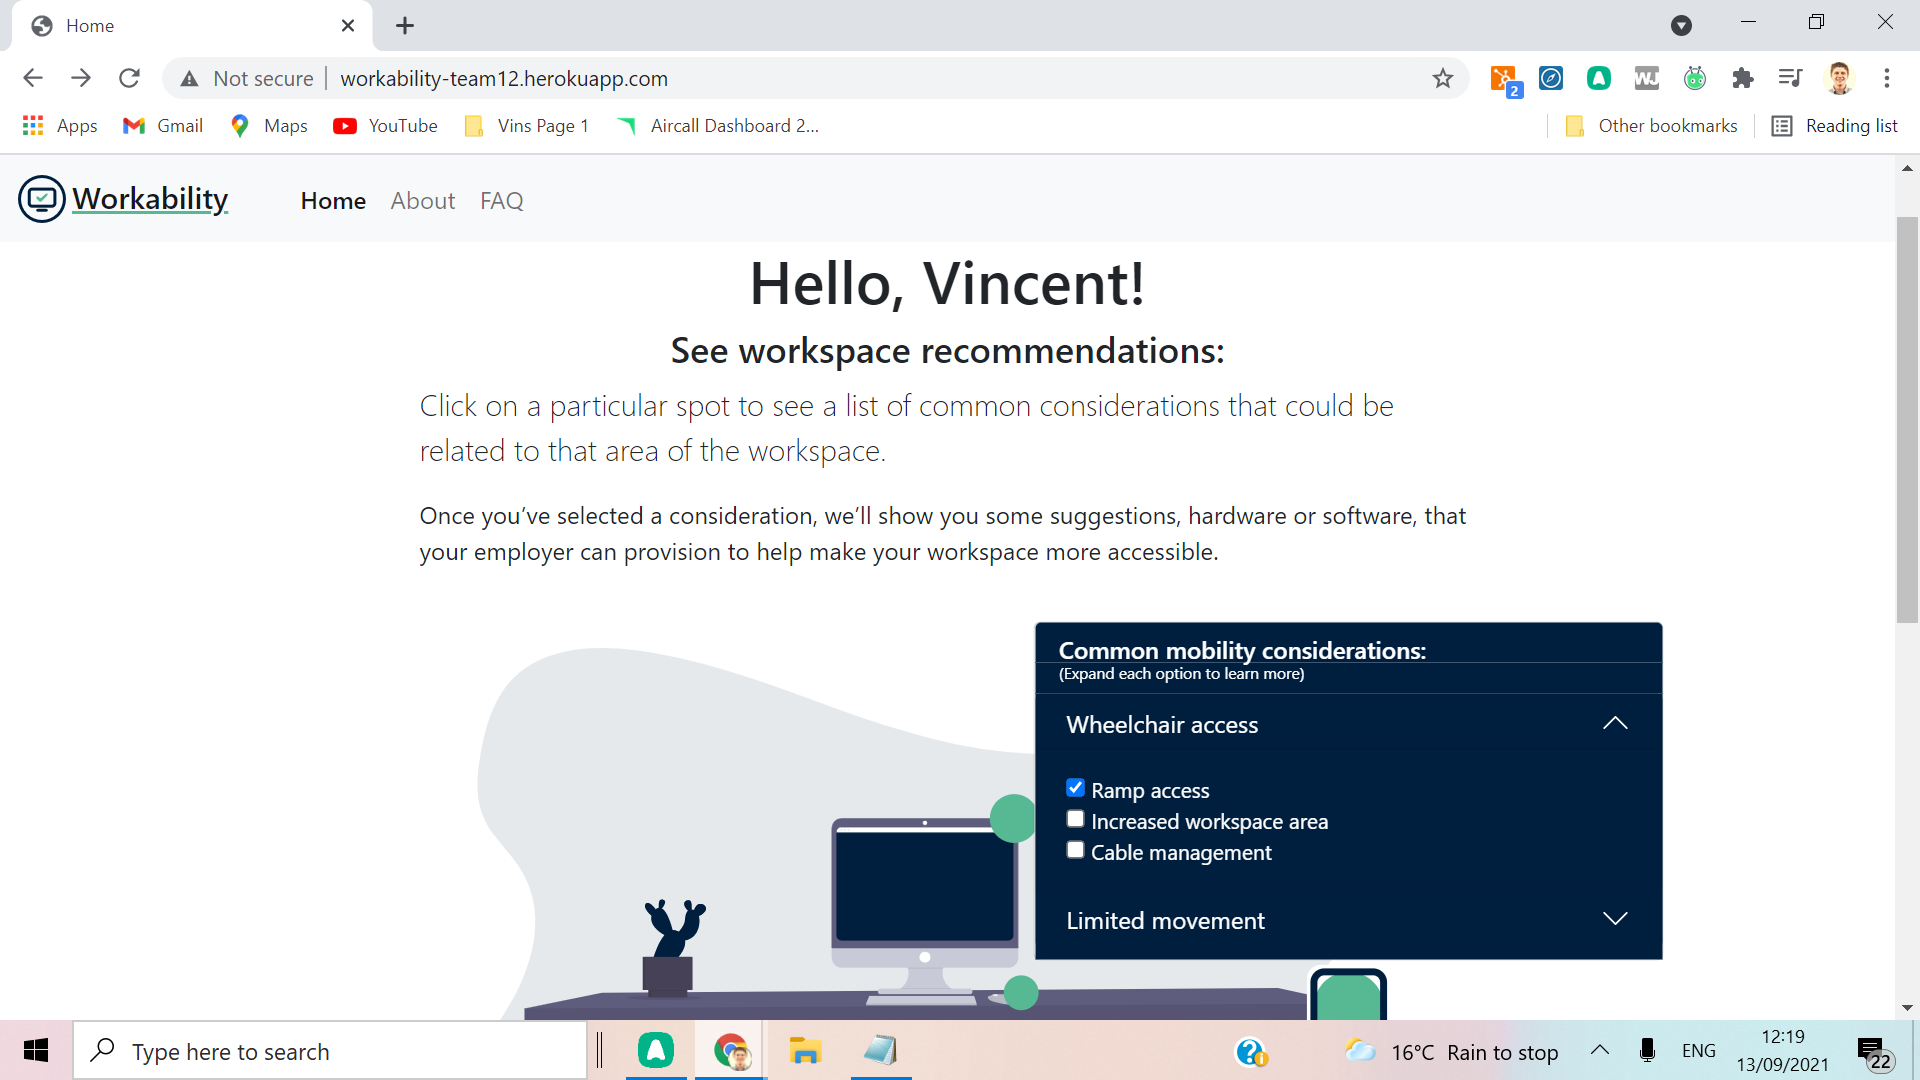 Home
Not secure
workability-team12.herokuapp.com
2
Apps
Gmail
Maps
YouTube
Vins Page 1
Aircall Dashboard 2...
Other bookmarks
Reading list
Workability
Home
About
FAQ
Hello, Vincent!
See workspace recommendations:
Click on a particular spot to see a list of common considerations that could be
related to that area of the workspace.
Once you’ve selected a consideration, we’ll show you some suggestions, hardware or software, that
your employer can provision to help make your workspace more accessible.
Common mobility considerations:
(Expand each option to learn more)
Wheelchair access
Ramp access
Increased workspace area
Cable management
Limited movement
Type here to search
16°C Rain to stop
ENG
12:19
13/09/2021
22